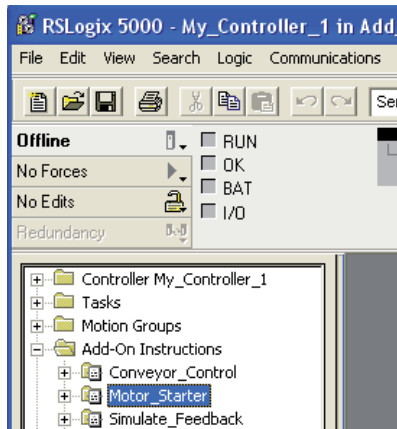 RSLogix 5000 - My_Controller_1 in Add_
File Edit View Search Logic Communications
Se
Offline
RUN
No Forces
OK
No Edits
BAT
Redundancy
I/O
Controller My_Controller_1
Tasks
Motion Groups
Add-On Instructions
Conveyor_Control
Motor_Starter
Simulate_Feedback